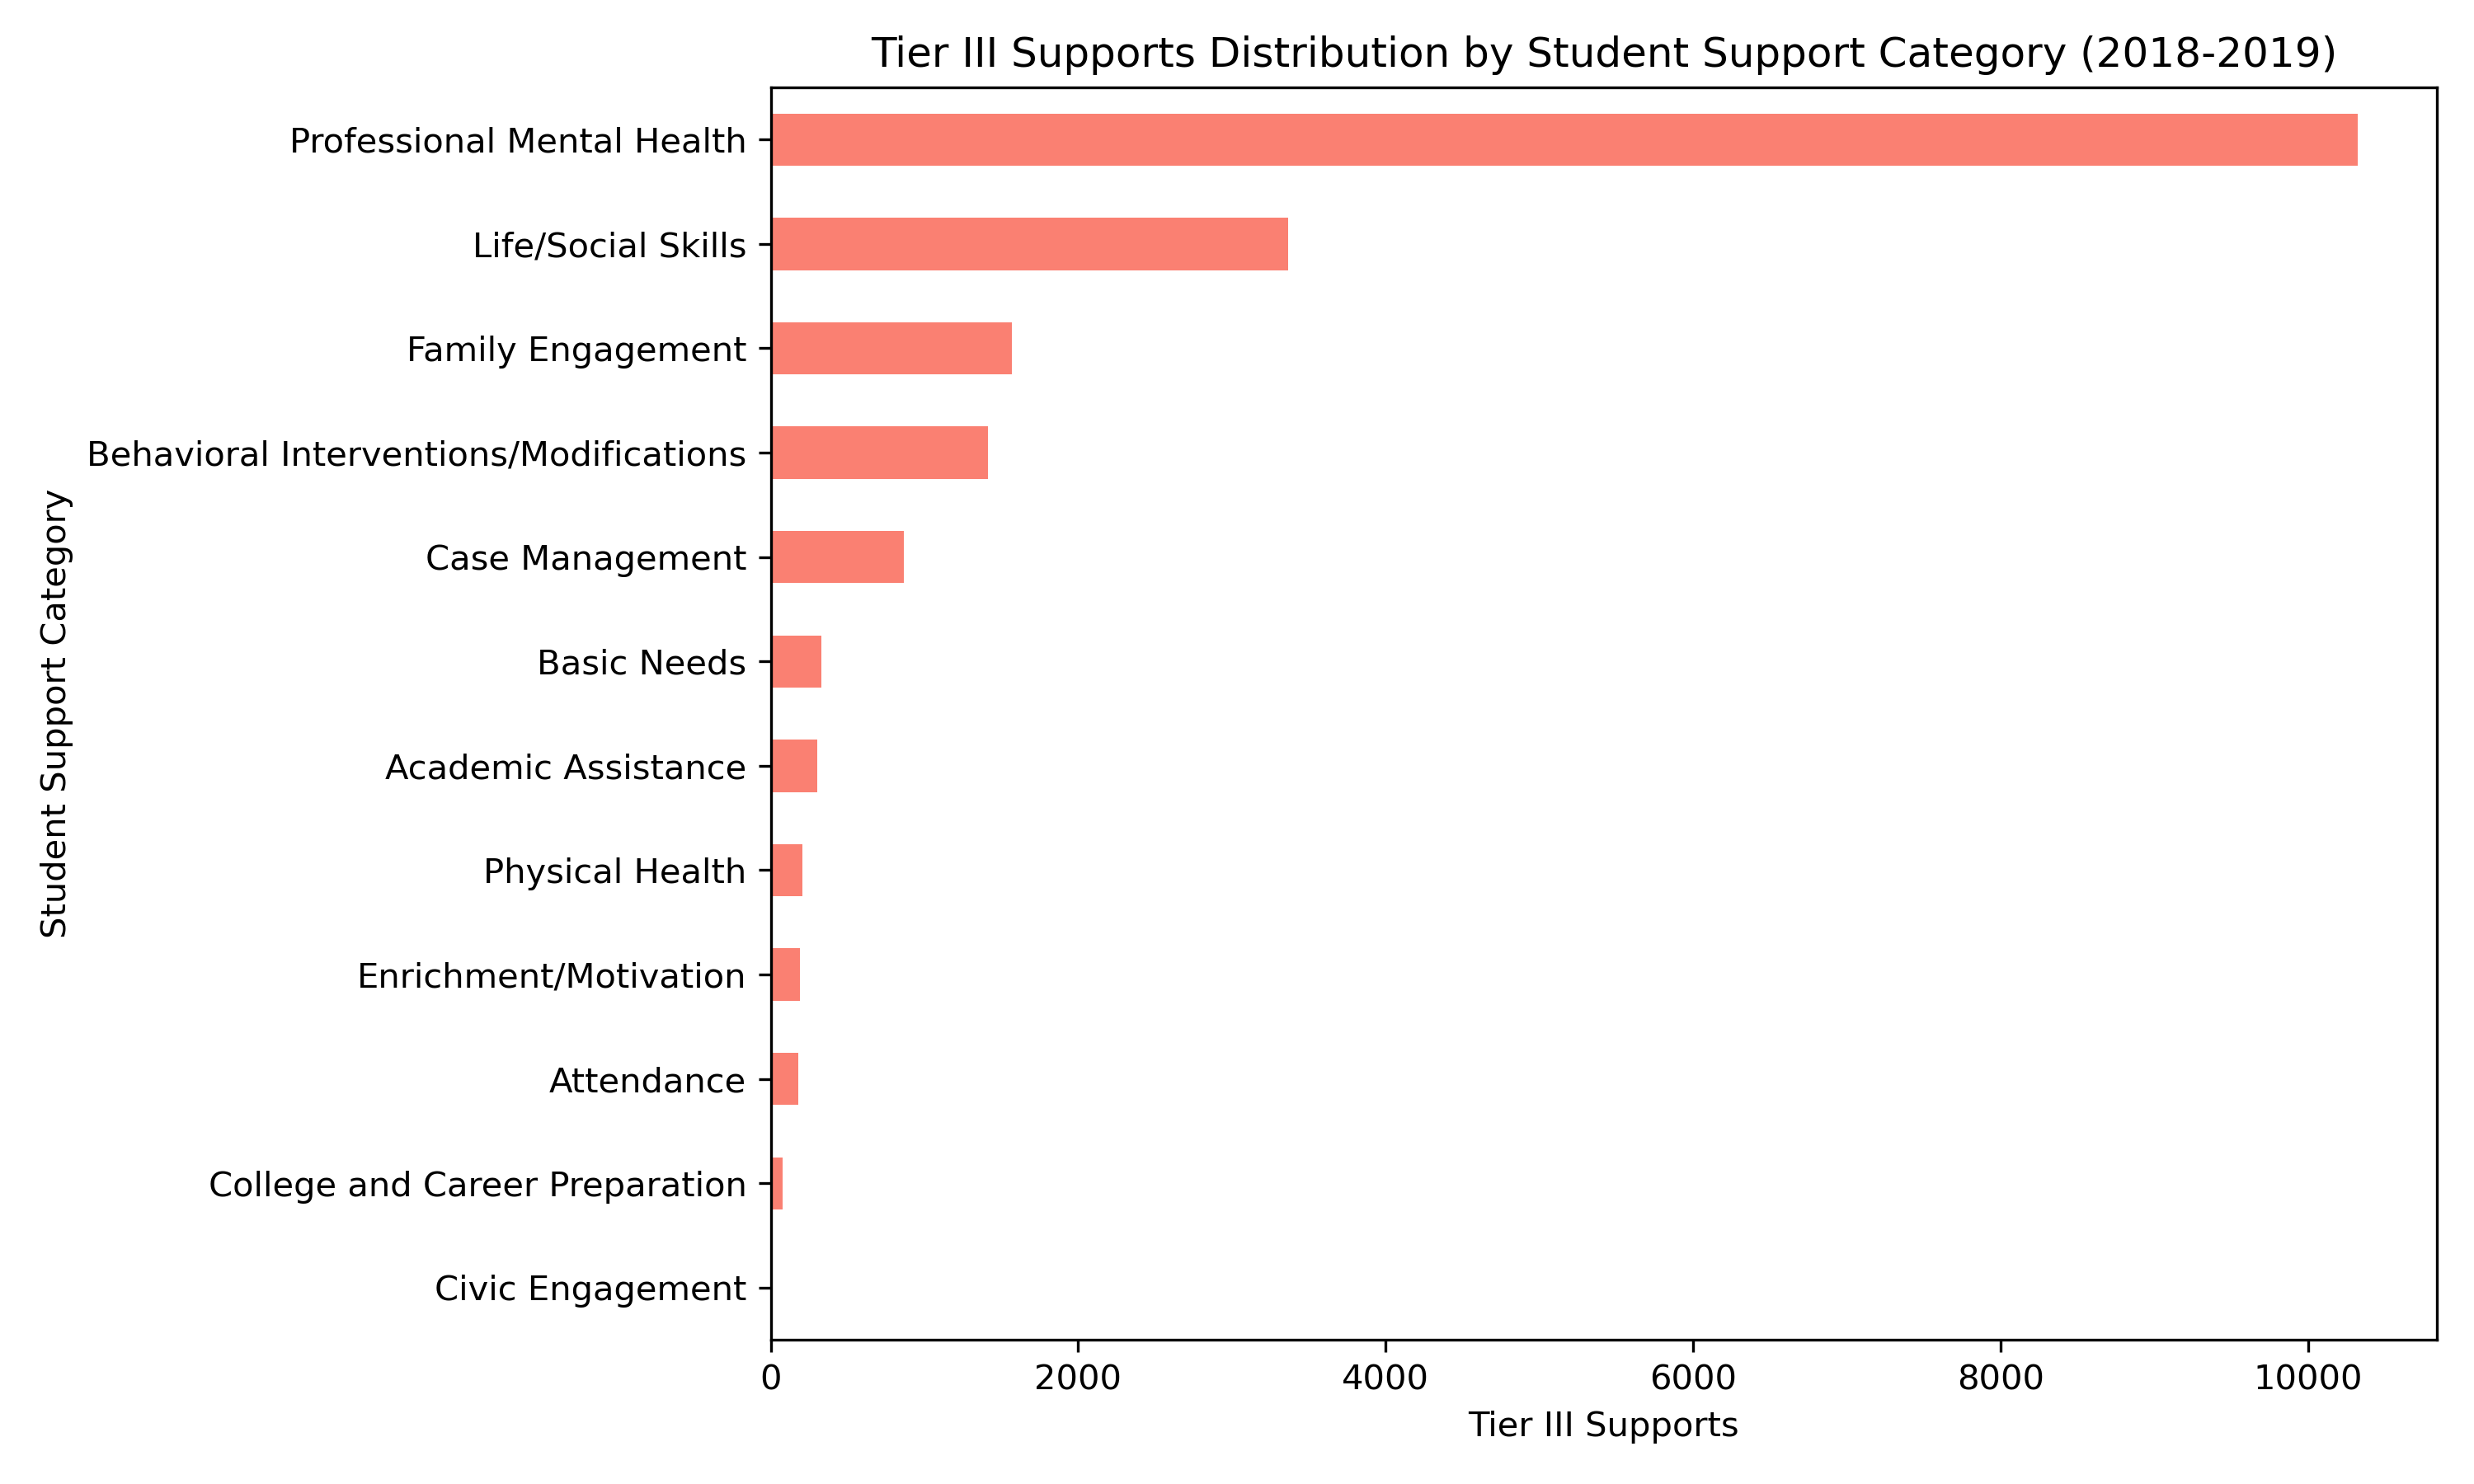 Tier III Supports Distribution by Student Support Category (2018-2019)
Student Support Category
Professional Mental Health
Life/Social Skills
Family Engagement
Behavioral Interventions/Modifications
Case Management
Basic Needs
Academic Assistance
Physical Health
Enrichment/Motivation
Attendance
College and Career Preparation
Civic Engagement
0 2000 4000 6000 8000 10000
Tier III Supports